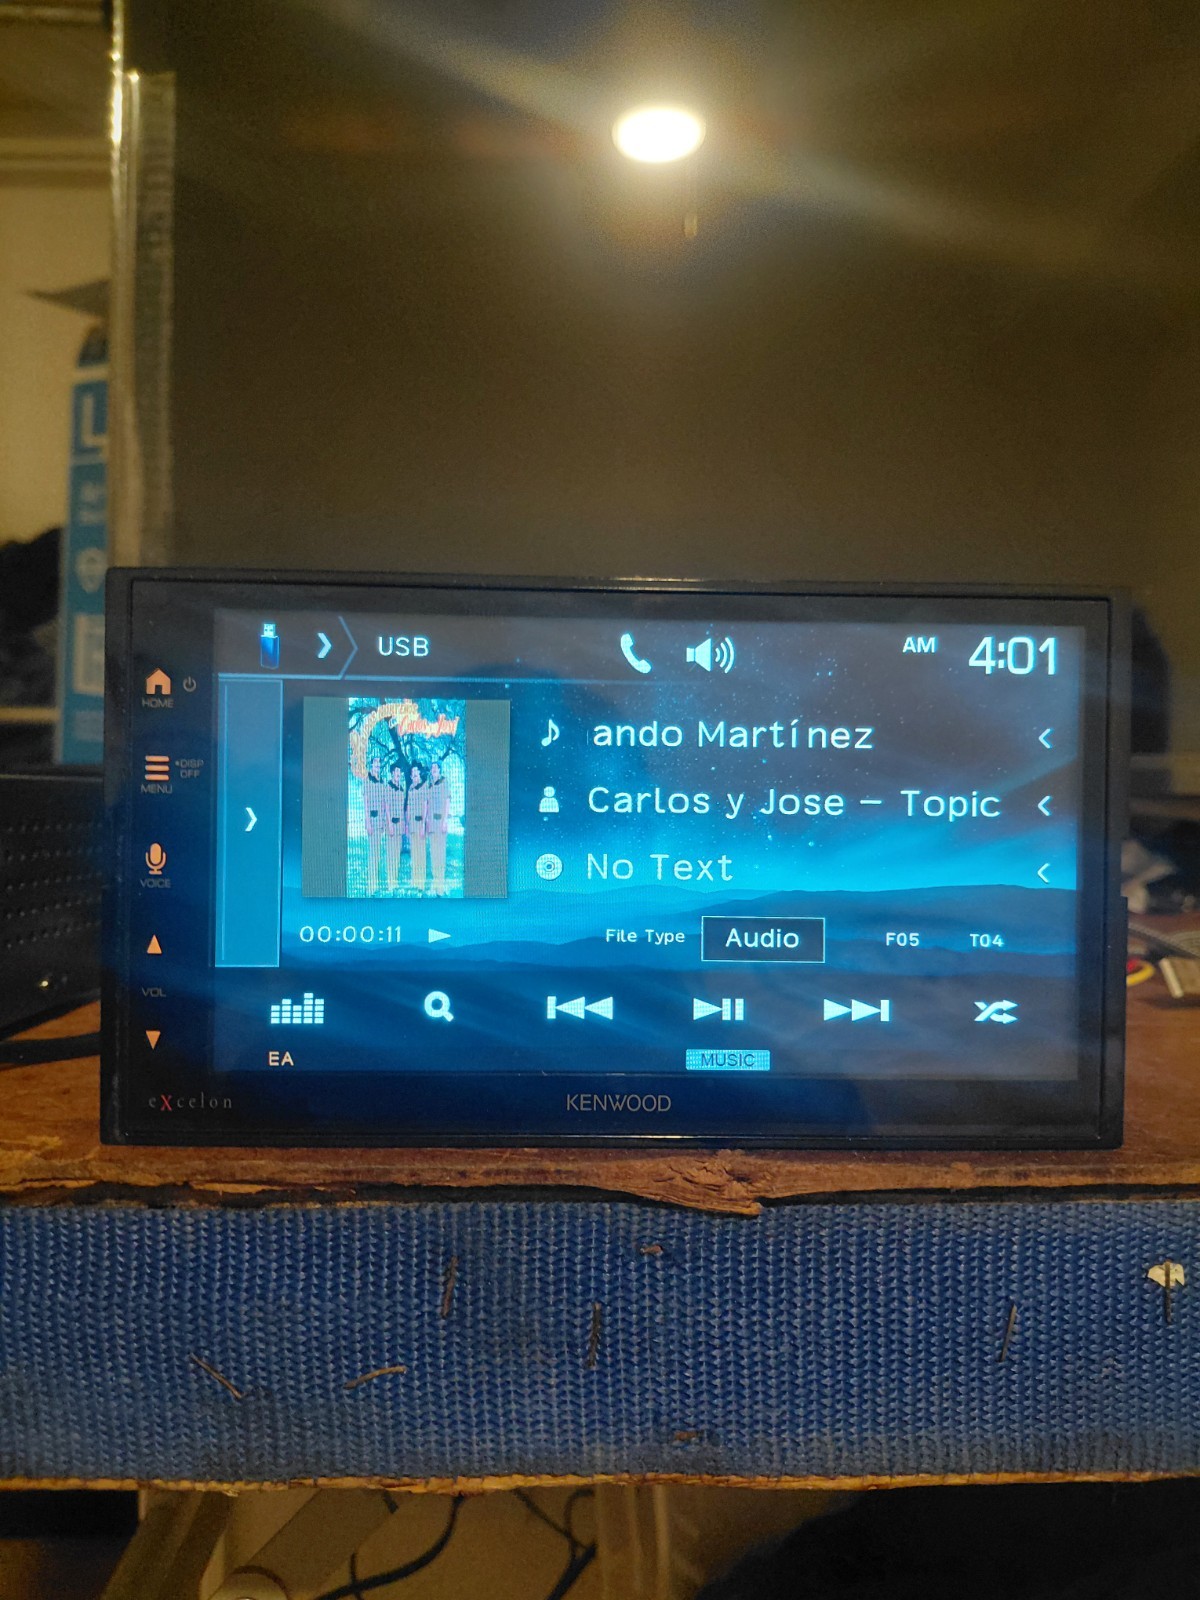 USB
AM 4:01
HOME
MENU
•DISP
OFF
VOICE
VOL
ando Martínez
Carlos y Jose – Topic
No Text
00:00:11
File Type Audio F05 T04
EA
MUSIC
eXcelon
KENWOOD